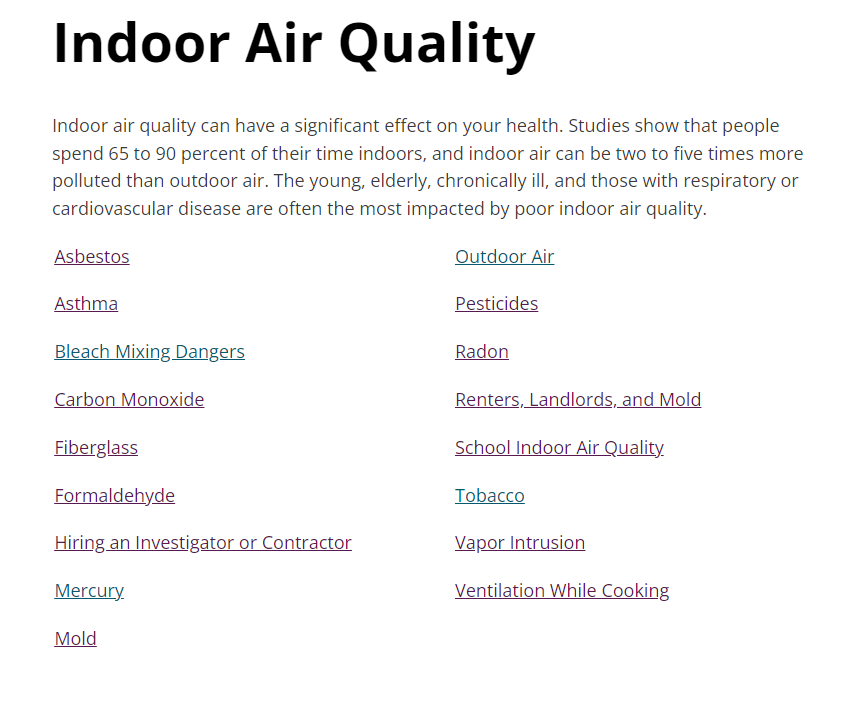 Indoor Air Quality
Indoor air quality can have a significant effect on your health. Studies show that people
spend 65 to 90 percent of their time indoors, and indoor air can be two to five times more
polluted than outdoor air. The young, elderly, chronically ill, and those with respiratory or
cardiovascular disease are often the most impacted by poor indoor air quality.
Asbestos
Asthma
Bleach Mixing Dangers
Carbon Monoxide
Fiberglass
Formaldehyde
Hiring an Investigator or Contractor
Mercury
Mold
Outdoor Air
Pesticides
Radon
Renters, Landlords, and Mold
School Indoor Air Quality
Tobacco
Vapor Intrusion
Ventilation While Cooking